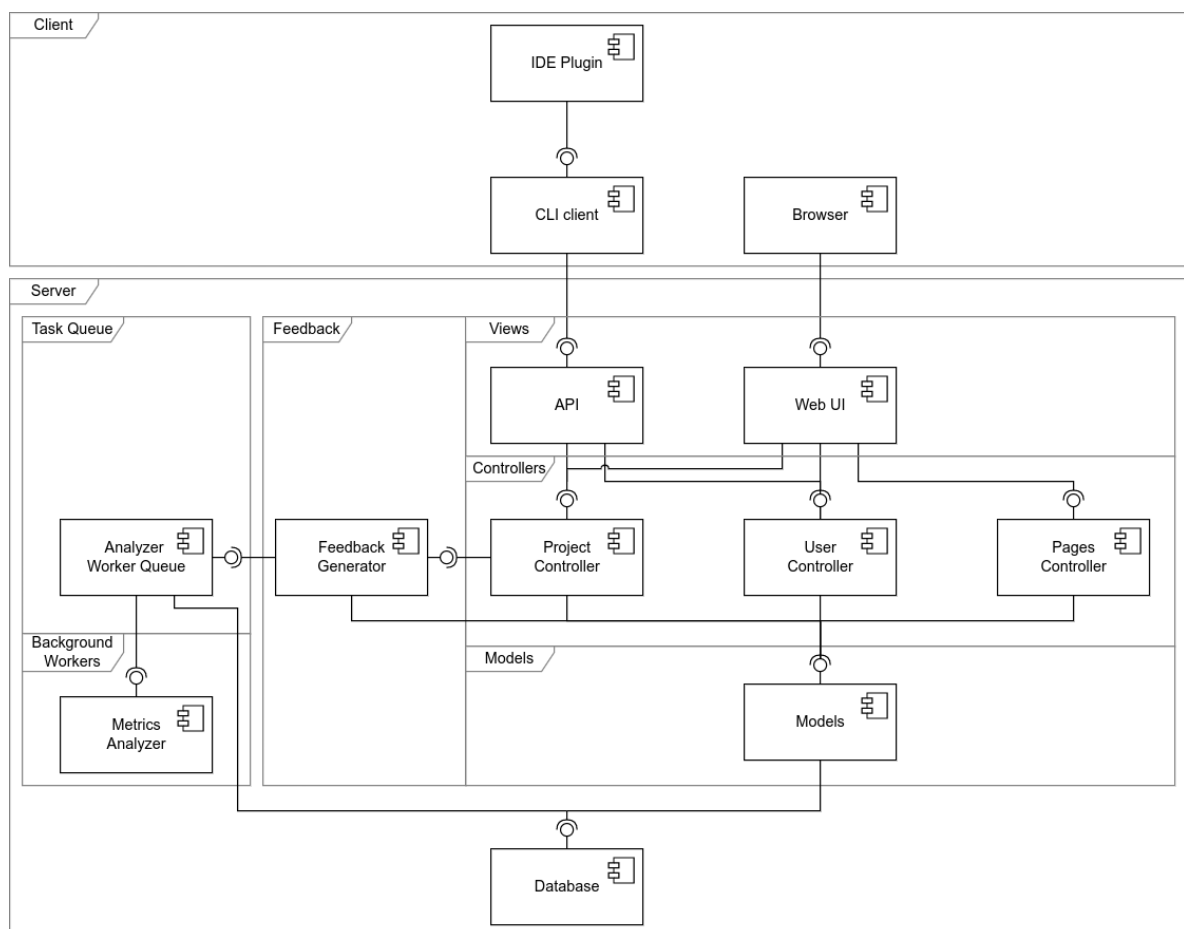 Client
IDE Plugin
CLI client
Browser
Server
Task Queue
Feedback
Views
API
Web UI
Controllers
Analyzer
Worker Queue
Feedback
Generator
Project
Controller
User
Controller
Pages
Controller
Background
Workers
Models
Metrics
Analyzer
Models
Database